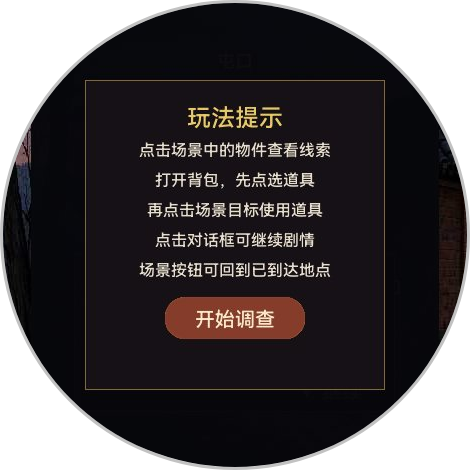 玩法提示
点击场景中的物件查看线索
打开背包，先点选道具
再点击场景目标使用道具
点击对话框可继续剧情
场景按钮可回到已到达地点
开始调查